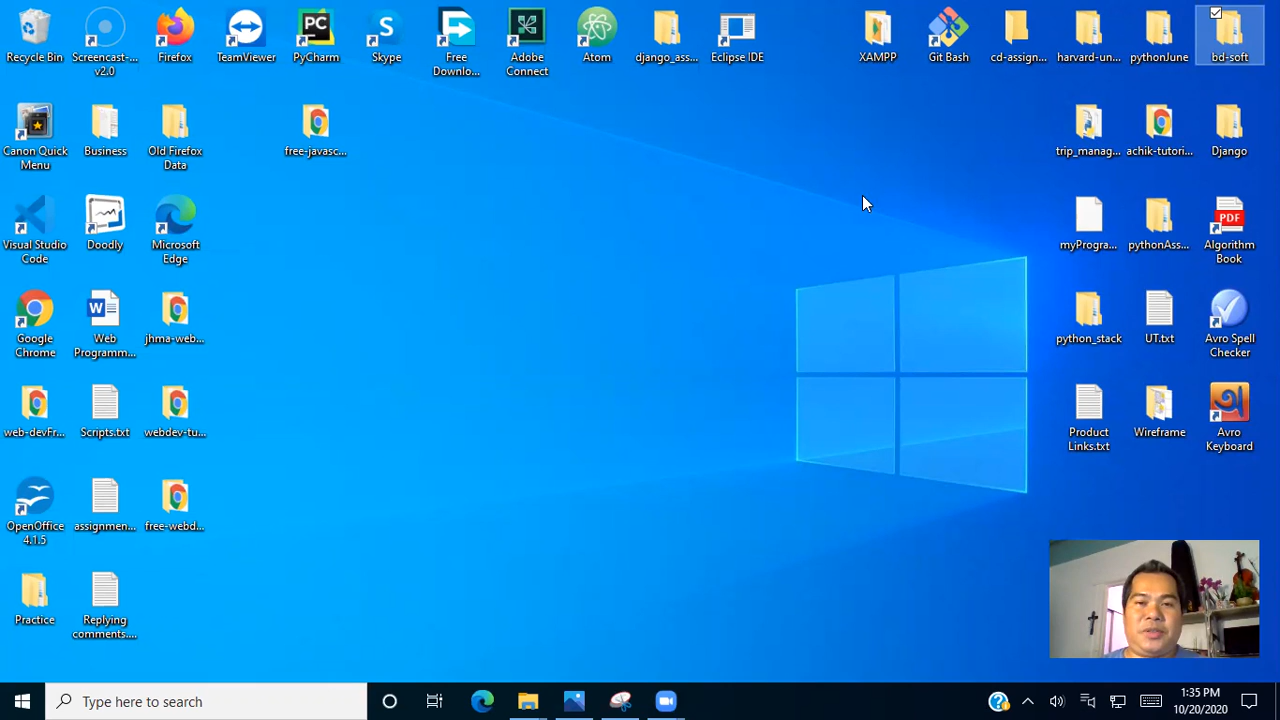 Recycle Bin
Screencast-... v2.0
Firefox
TeamViewer
PyCharm
Skype
Free Downlo...
Adobe Connect
Atom
django_ass...
Eclipse IDE
XAMPP
Git Bash
cd-assign...
harvard-un...
pythonJune
bd-soft
Canon Quick Menu
Business
Old Firefox Data
free-javasc...
trip_manag...
achik-tutori...
Django
Visual Studio Code
Doodly
Microsoft Edge
myProgra...
pythonAss...
PDF
Algorithm Book
Google Chrome
Web Programm...
jhma-web...
python_stack
UT.txt
Avro Spell Checker
web-devFr...
Scripts.txt
webdev-tu...
Product Links.txt
Wireframe
Avro Keyboard
OpenOffice 4.1.5
assignmen...
free-webd...
Practice
Replying comments....
Type here to search
1:35 PM
10/20/2020